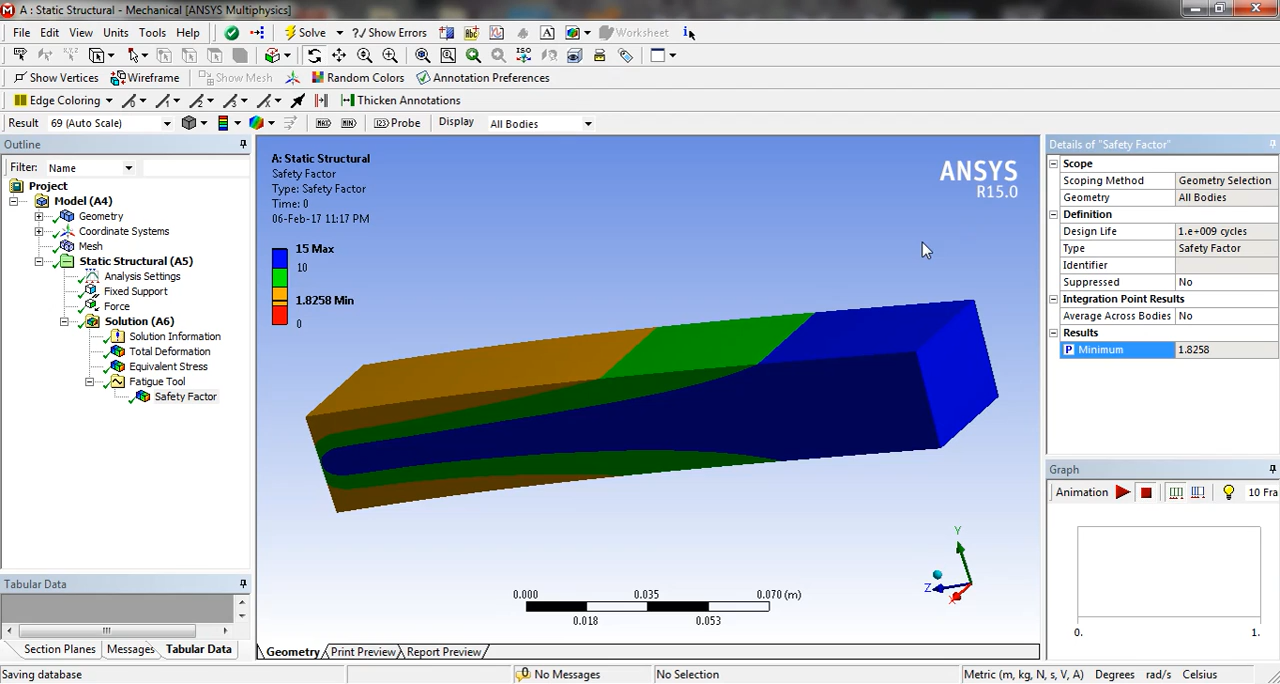 A : Static Structural - Mechanical [ANSYS Multiphysics]
File Edit View Units Tools Help Solve ?/ Show Errors Worksheet
Show Vertices Wireframe Show Mesh Random Colors Annotation Preferences
Edge Coloring Thicken Annotations
Result 69 (Auto Scale) MAX MIN Probe Display All Bodies
Outline
Filter: Name
Project
Model (A4)
Geometry
Coordinate Systems
Mesh
Static Structural (A5)
Analysis Settings
Fixed Support
Force
Solution (A6)
Solution Information
Total Deformation
Equivalent Stress
Fatigue Tool
Safety Factor
Tabular Data
Section Planes Messages Tabular Data
A: Static Structural
Safety Factor
Type: Safety Factor
Time: 0
06-Feb-17 11:17 PM
15 Max
10
1.8258 Min
0
ANSYS
R15.0
0.000 0.035 0.070 (m)
0.018 0.053
Y
Z
X
Geometry Print Preview Report Preview
Details of "Safety Factor"
Scope
Scoping Method Geometry Selection
Geometry All Bodies
Definition
Design Life 1.e+009 cycles
Type Safety Factor
Identifier
Suppressed No
Integration Point Results
Average Across Bodies No
Results
P Minimum 1.8258
Graph
Animation 10 Fra
0. 1.
Saving database 0 No Messages No Selection Metric (m, kg, N, s, V, A) Degrees rad/s Celsius